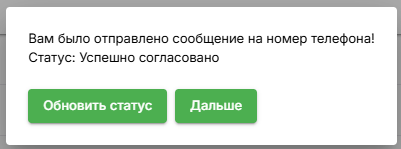 Вам было отправлено сообщение на номер телефона!
Статус: Успешно согласовано
Обновить статус
Дальше